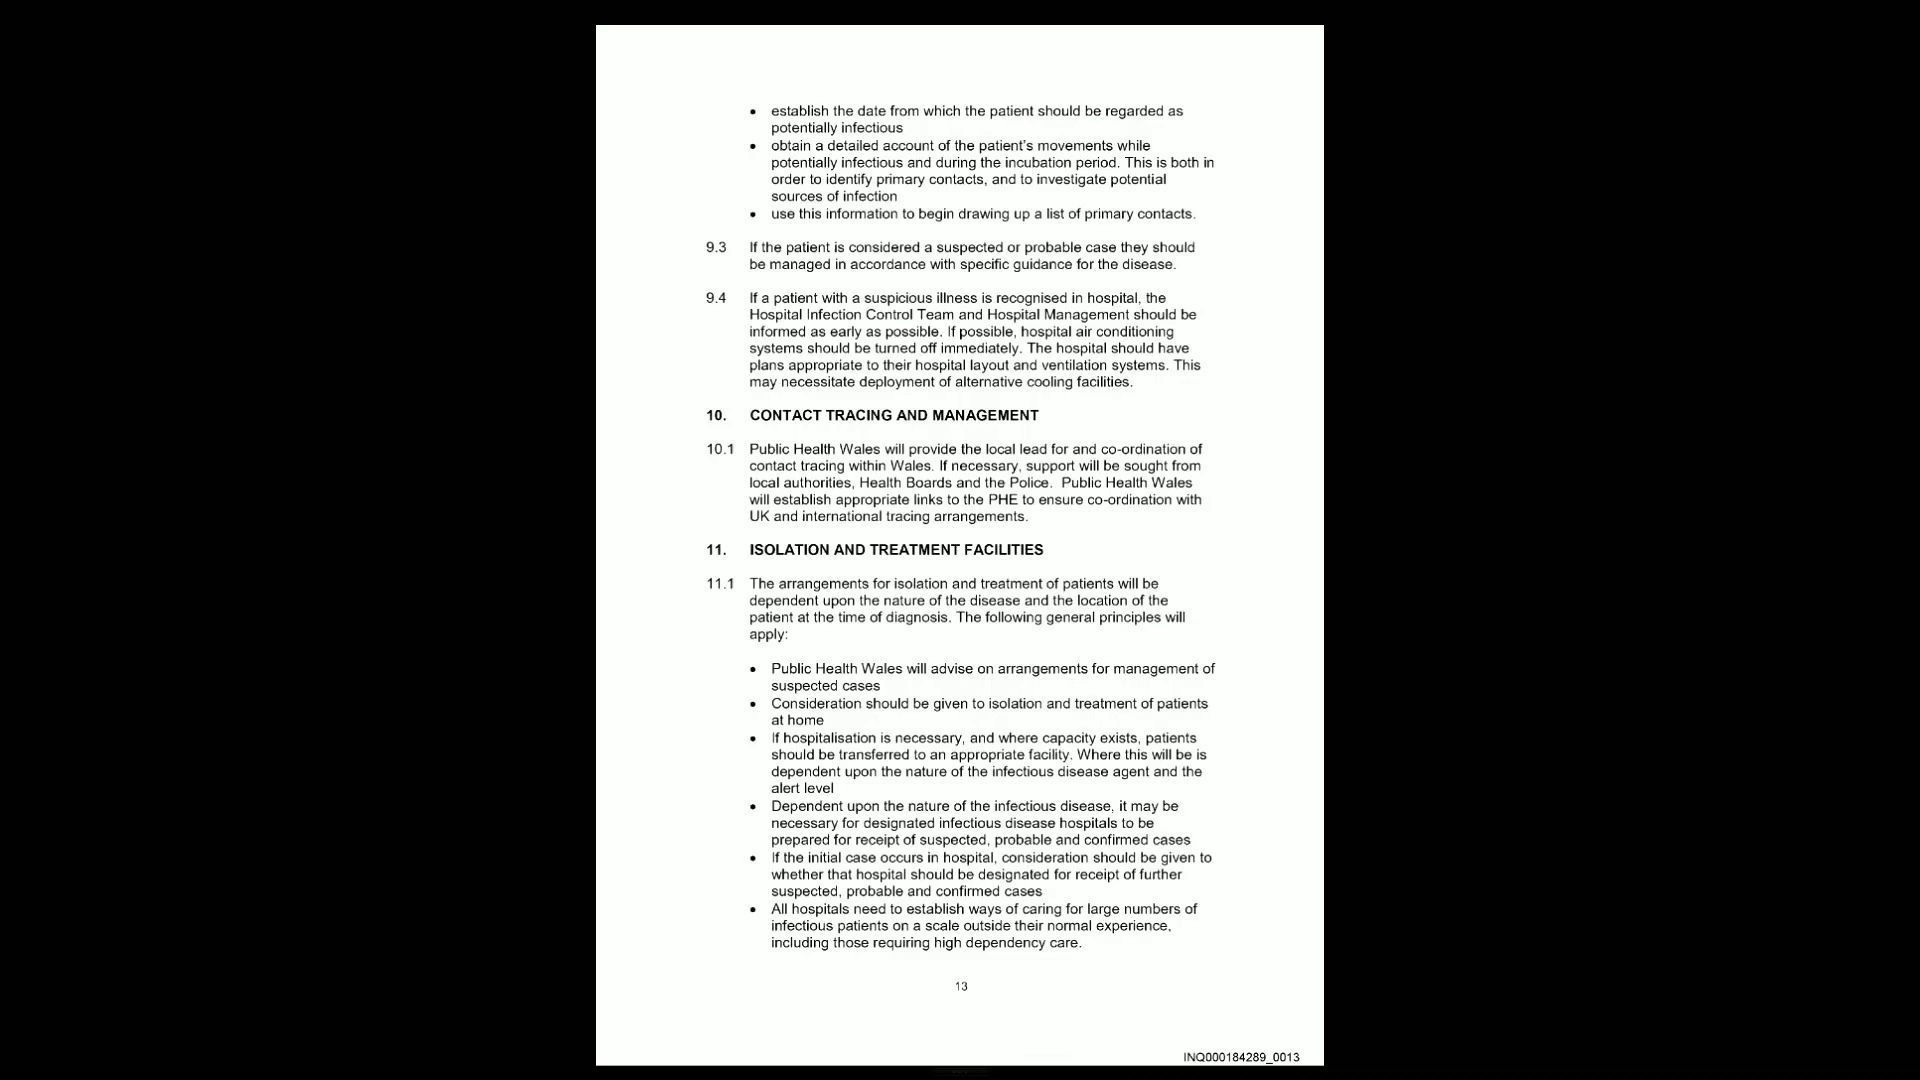 • establish the date from which the patient should be regarded as
potentially infectious
• obtain a detailed account of the patient's movements while
potentially infectious and during the incubation period. This is both in
order to identify primary contacts, and to investigate potential
sources of infection
• use this information to begin drawing up a list of primary contacts.
9.3 If the patient is considered a suspected or probable case they should
be managed in accordance with specific guidance for the disease.
9.4 If a patient with a suspicious illness is recognised in hospital, the
Hospital Infection Control Team and Hospital Management should be
informed as early as possible. If possible, hospital air conditioning
systems should be turned off immediately. The hospital should have
plans appropriate to their hospital layout and ventilation systems. This
may necessitate deployment of alternative cooling facilities.
10. CONTACT TRACING AND MANAGEMENT
10.1 Public Health Wales will provide the local lead for and co-ordination of
contact tracing within Wales. If necessary, support will be sought from
local authorities, Health Boards and the Police. Public Health Wales
will establish appropriate links to the PHE to ensure co-ordination with
UK and international tracing arrangements.
11. ISOLATION AND TREATMENT FACILITIES
11.1 The arrangements for isolation and treatment of patients will be
dependent upon the nature of the disease and the location of the
patient at the time of diagnosis. The following general principles will
apply:
• Public Health Wales will advise on arrangements for management of
suspected cases
• Consideration should be given to isolation and treatment of patients
at home
• If hospitalisation is necessary, and where capacity exists, patients
should be transferred to an appropriate facility. Where this will be is
dependent upon the nature of the infectious disease agent and the
alert level
• Dependent upon the nature of the infectious disease, it may be
necessary for designated infectious disease hospitals to be
prepared for receipt of suspected, probable and confirmed cases
• If the initial case occurs in hospital, consideration should be given to
whether that hospital should be designated for receipt of further
suspected, probable and confirmed cases
• All hospitals need to establish ways of caring for large numbers of
infectious patients on a scale outside their normal experience,
including those requiring high dependency care.
13
INQ000184289_0013